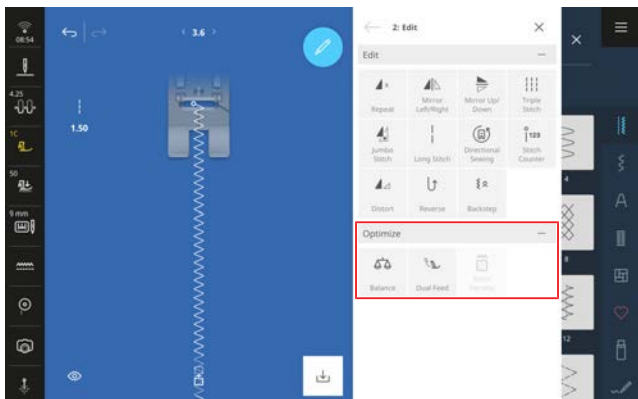 08:54
4.25
1C
50
9 mm
3.6
1.50
2: Edit
Edit
Repeat
Mirror
Left/Right
Mirror Up/
Down
Triple
Stitch
Jumbo
Stitch
Long Stitch
Directional
Sewing
123
Stitch
Counter
Distort
Reverse
Backstep
Optimize
Balance
Dual Feed
4
8
12
A